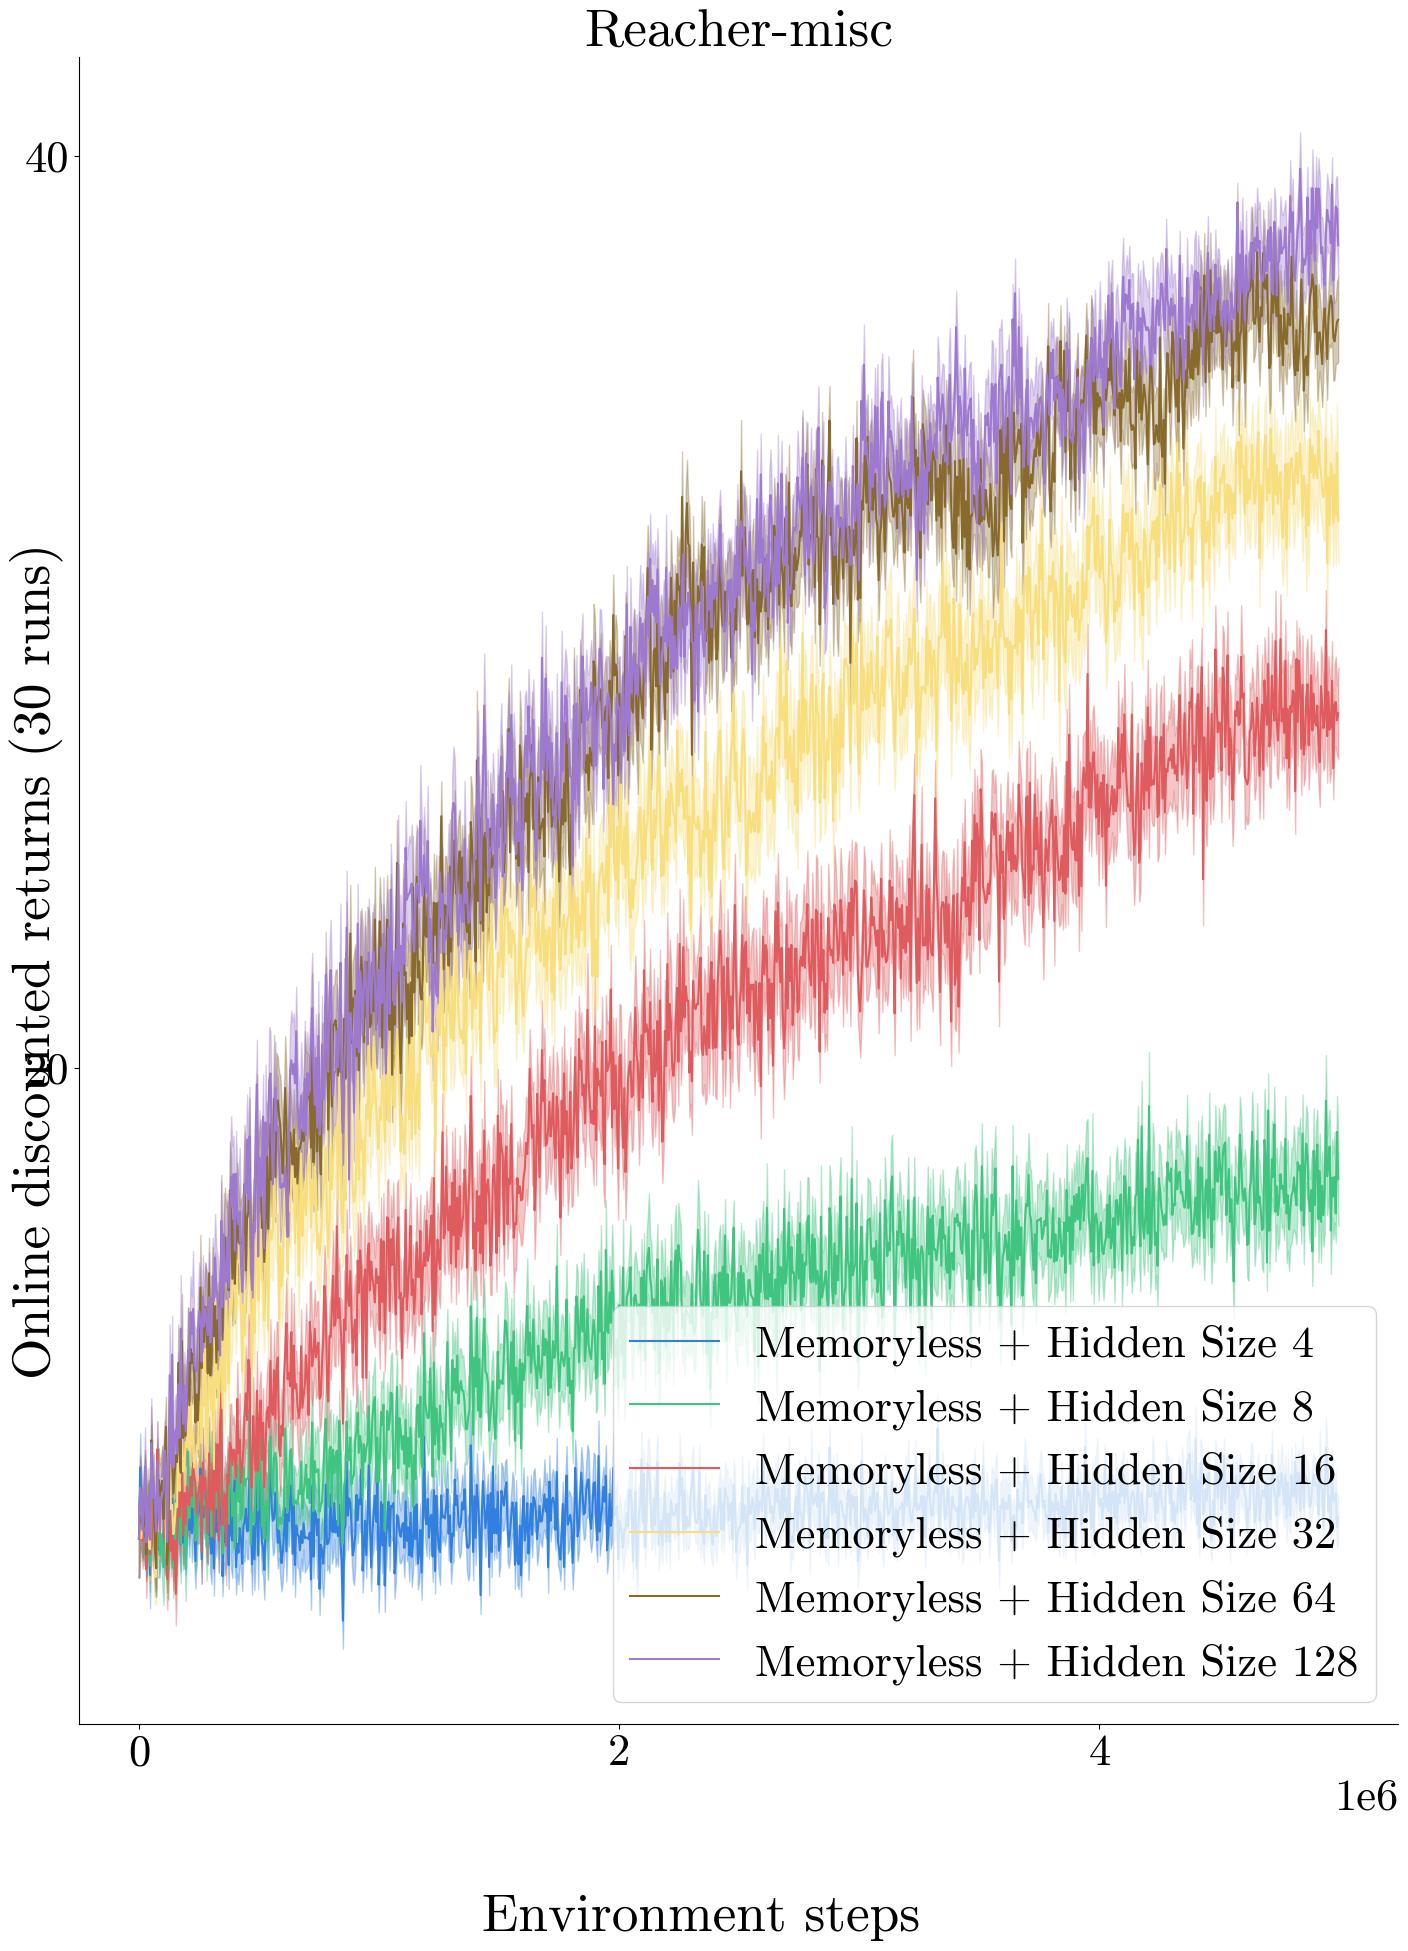 Reacher-misc
40
20
Online discounted returns (30 runs)
Memoryless + Hidden Size 4
Memoryless + Hidden Size 8
Memoryless + Hidden Size 16
Memoryless + Hidden Size 32
Memoryless + Hidden Size 64
Memoryless + Hidden Size 128
0 2 4
1e6
Environment steps